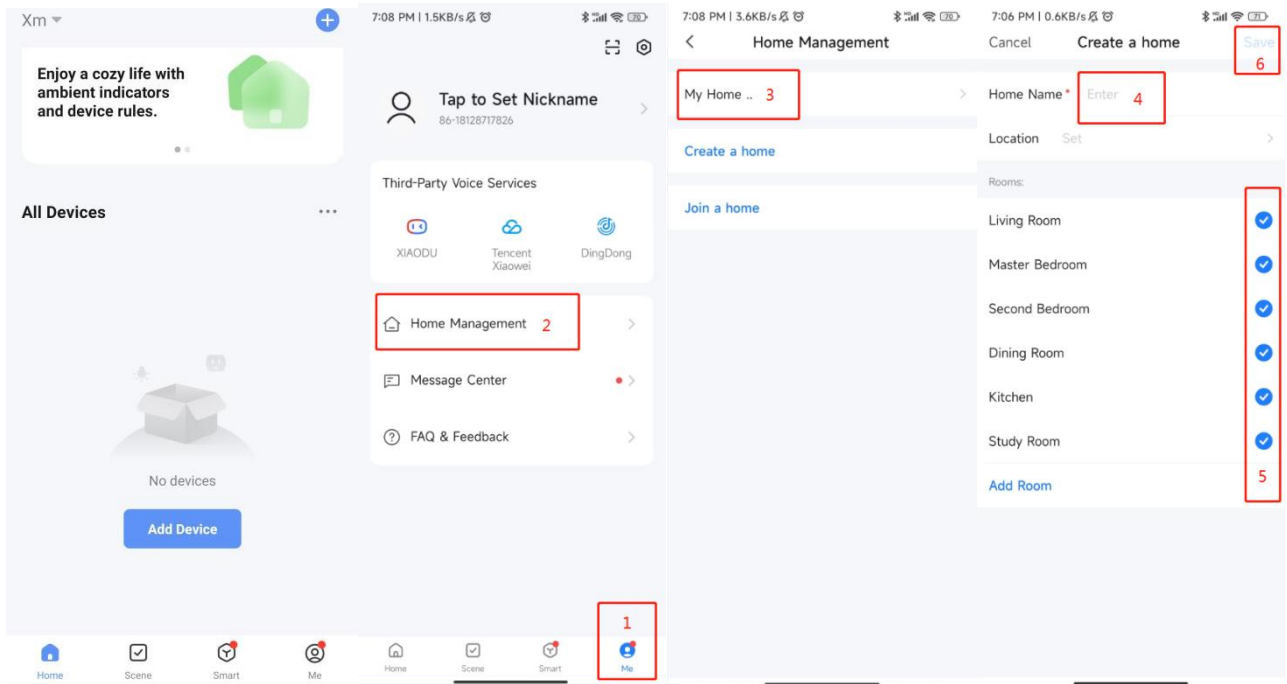 Xm
Enjoy a cozy life with
ambient indicators
and device rules.
All Devices
No devices
Add Device
Home
Scene
Smart
Me
7:08 PM | 1.5KB/s
70
Tap to Set Nickname
86-18128717826
Third-Party Voice Services
XIAODU
Tencent
Xiaowei
DingDong
Home Management 2
Message Center
FAQ & Feedback
1
Home
Scene
Smart
Me
7:08 PM | 3.6KB/s
70
Home Management
My Home .. 3
Create a home
Join a home
7:06 PM | 0.6KB/s
71
Cancel
Create a home
Save
6
Home Name * Enter 4
Location Set
Rooms:
Living Room
Master Bedroom
Second Bedroom
Dining Room
Kitchen
Study Room
Add Room
5